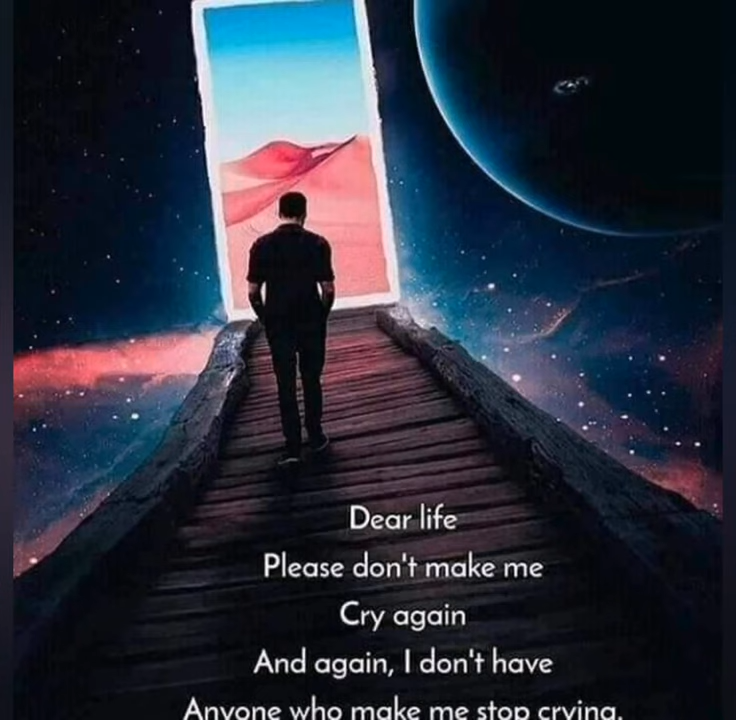 Dear life
Please don't make me
Cry again
And again, I don't have
Anyone who make me stop crying.